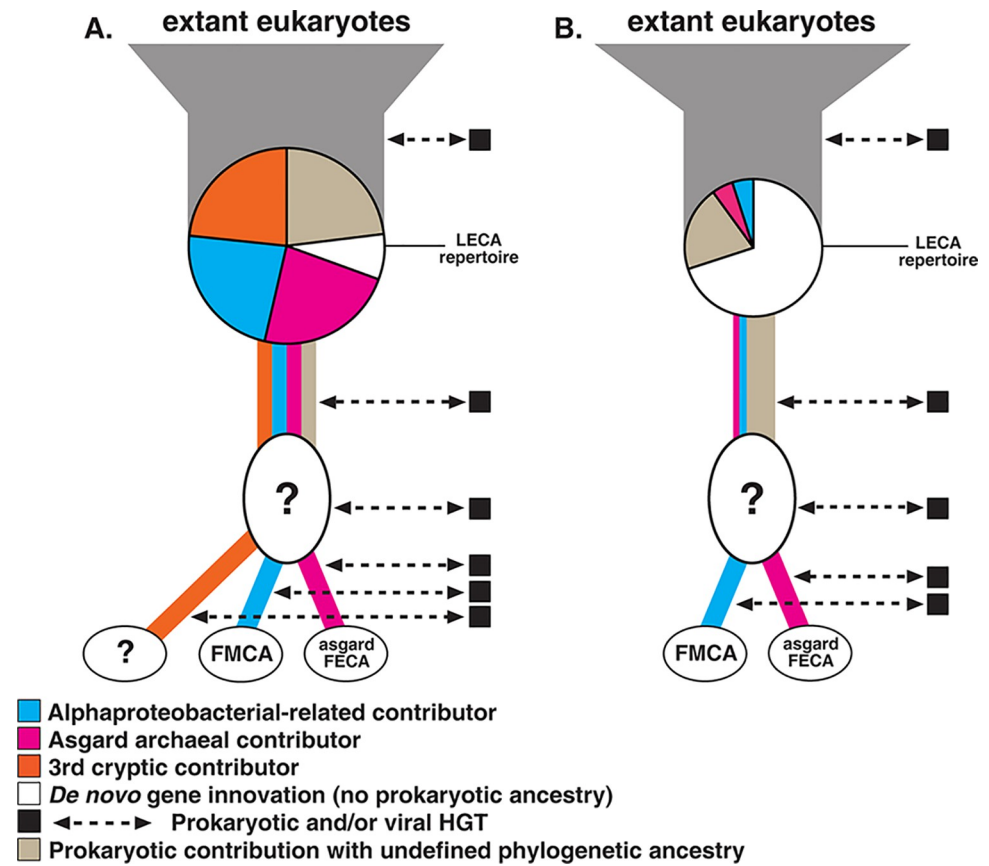 A.
extant eukaryotes
B.
extant eukaryotes
LECA
repertoire
LECA
repertoire
?
?
?
FMCA
asgard
FECA
FMCA
asgard
FECA
Alphaproteobacterial-related contributor
Asgard archaeal contributor
3rd cryptic contributor
De novo gene innovation (no prokaryotic ancestry)
Prokaryotic and/or viral HGT
Prokaryotic contribution with undefined phylogenetic ancestry